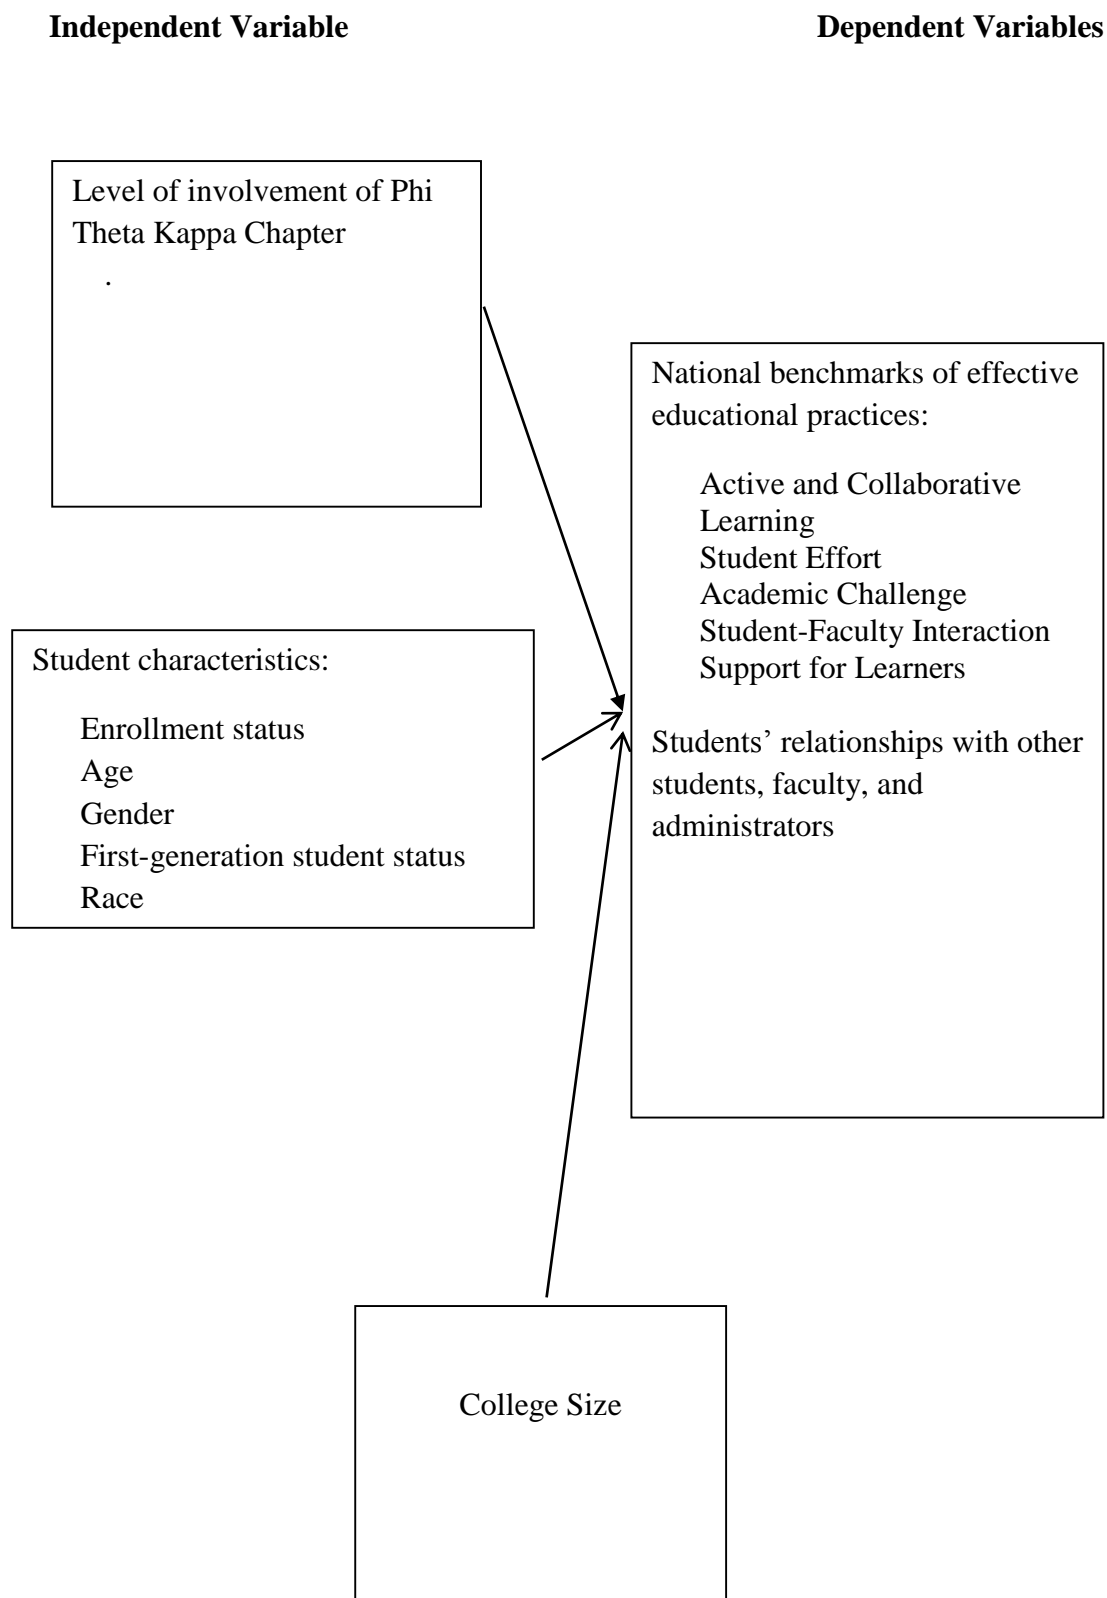 Independent Variable
Dependent Variables
Level of involvement of Phi
Theta Kappa Chapter
.
National benchmarks of effective
educational practices:
Active and Collaborative
Learning
Student Effort
Academic Challenge
Student-Faculty Interaction
Support for Learners
Students’ relationships with other
students, faculty, and
administrators
Student characteristics:
Enrollment status
Age
Gender
First-generation student status
Race
College Size